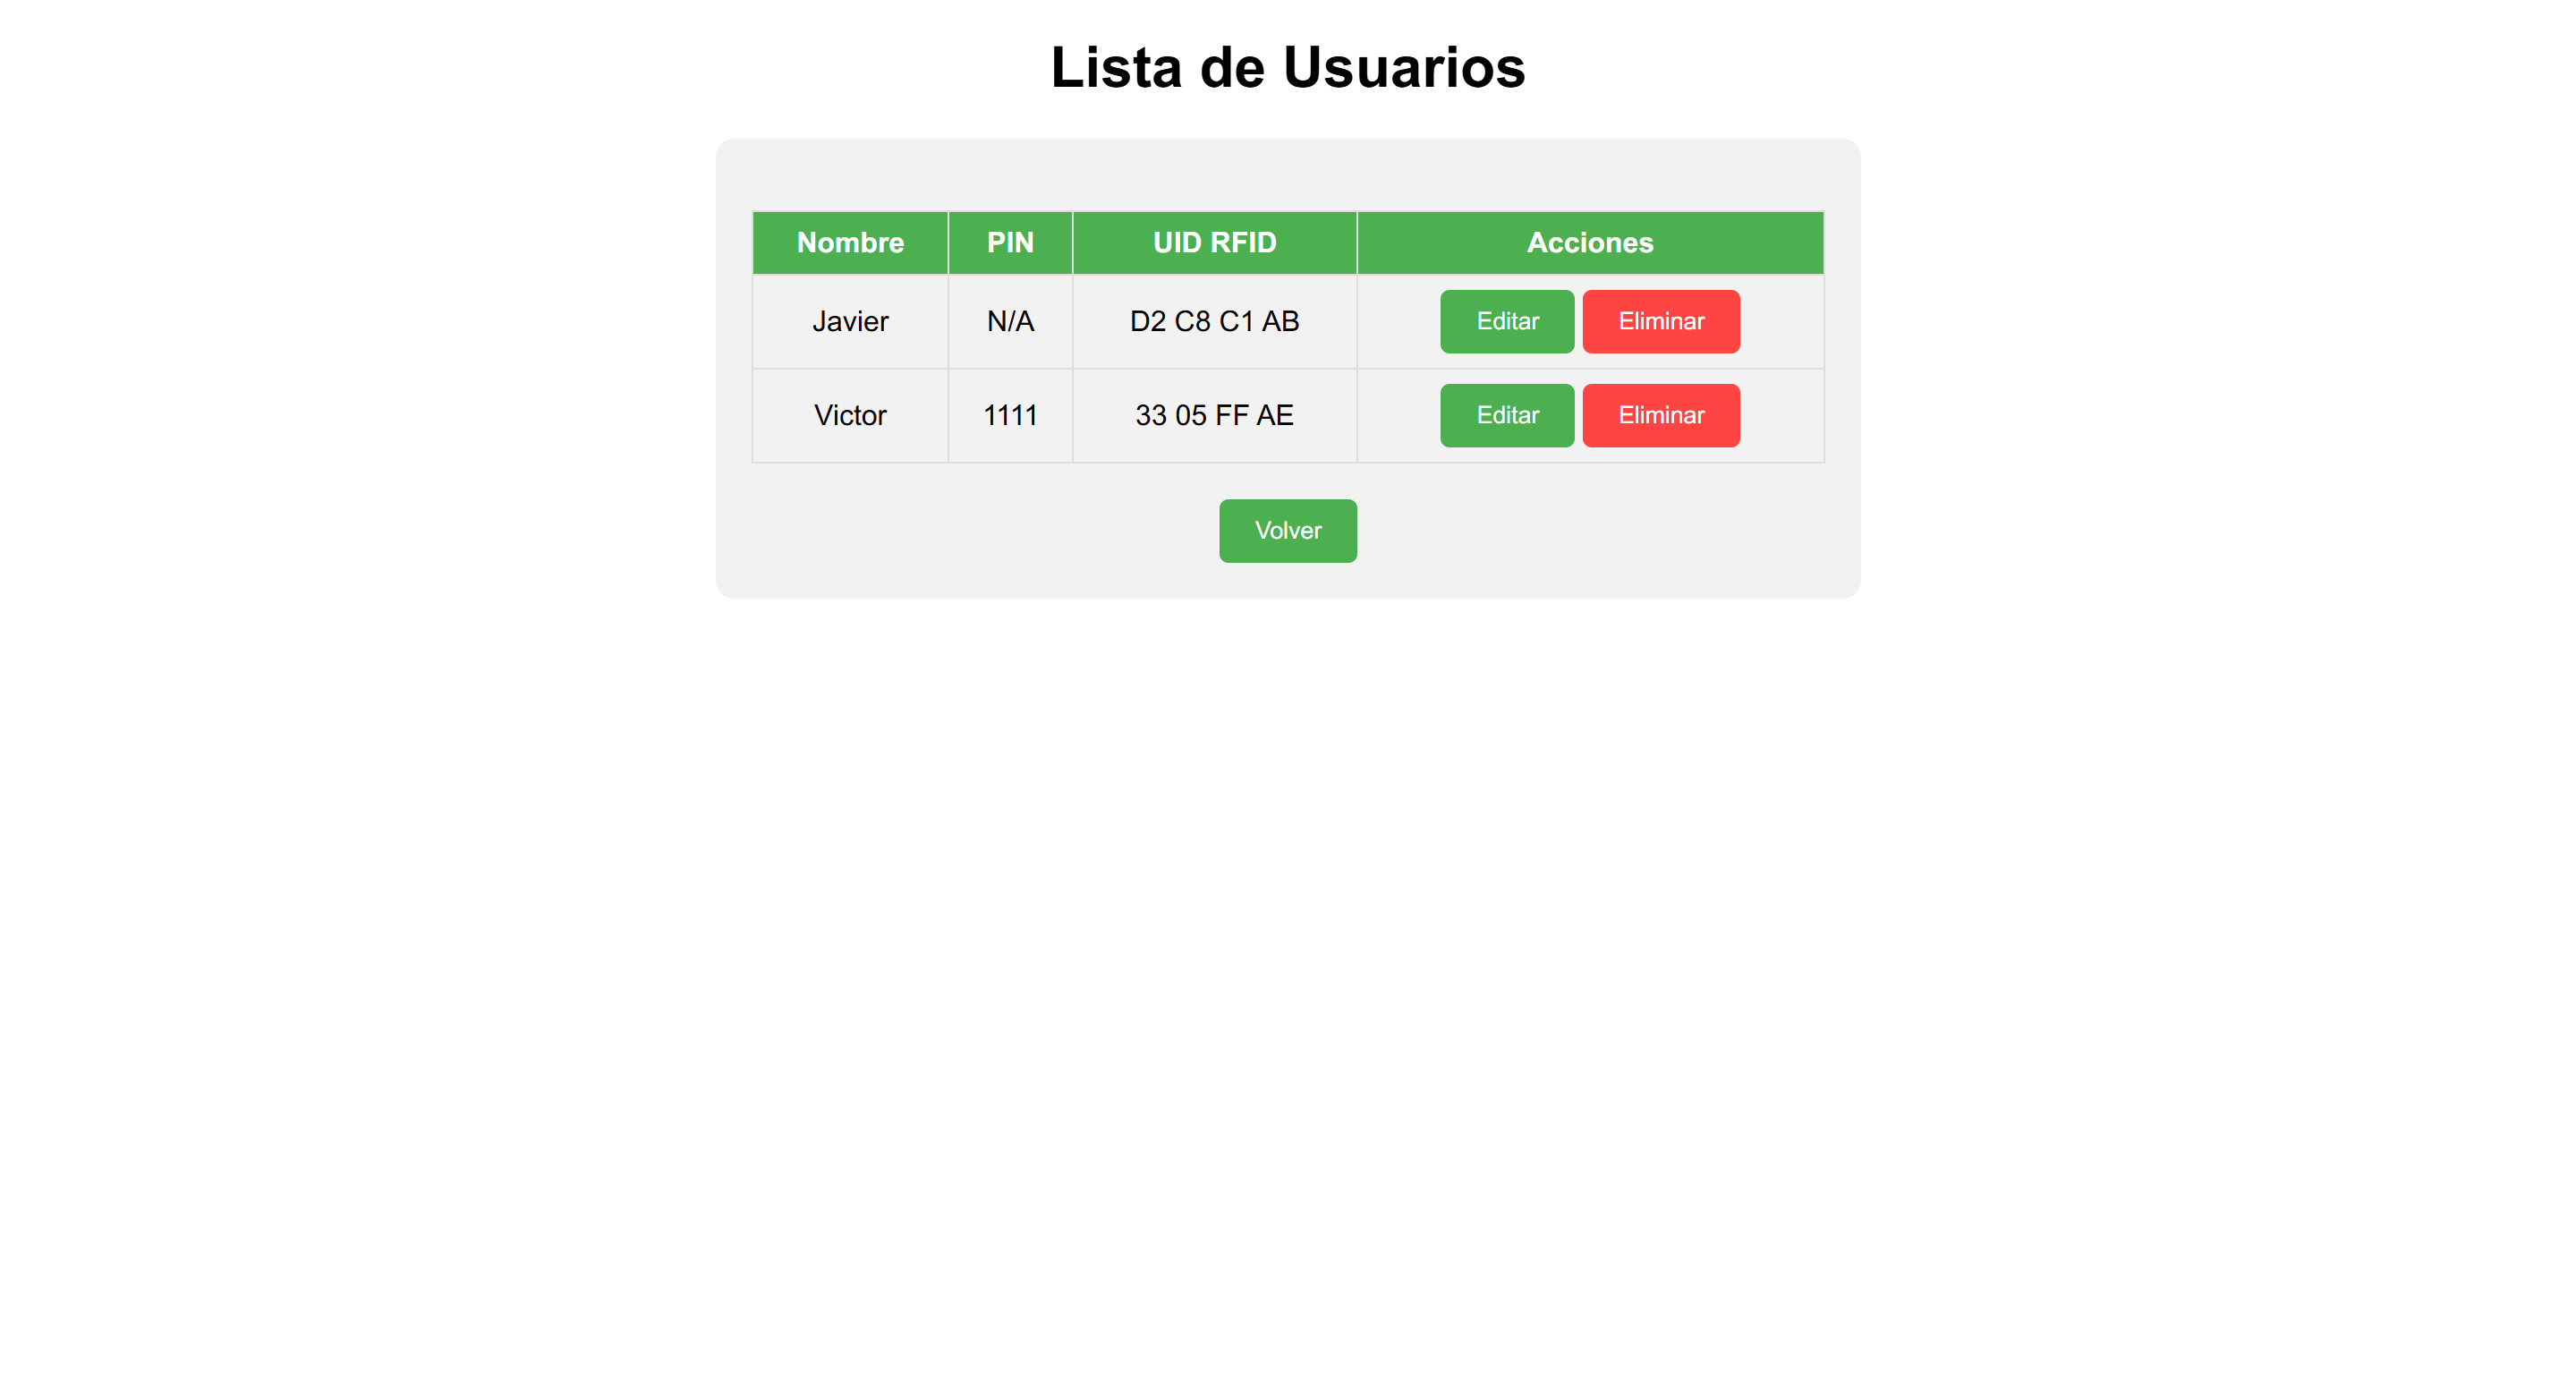 Lista de Usuarios
Nombre PIN UID RFID Acciones
Javier N/A D2 C8 C1 AB Editar Eliminar
Victor 1111 33 05 FF AE Editar Eliminar
Volver